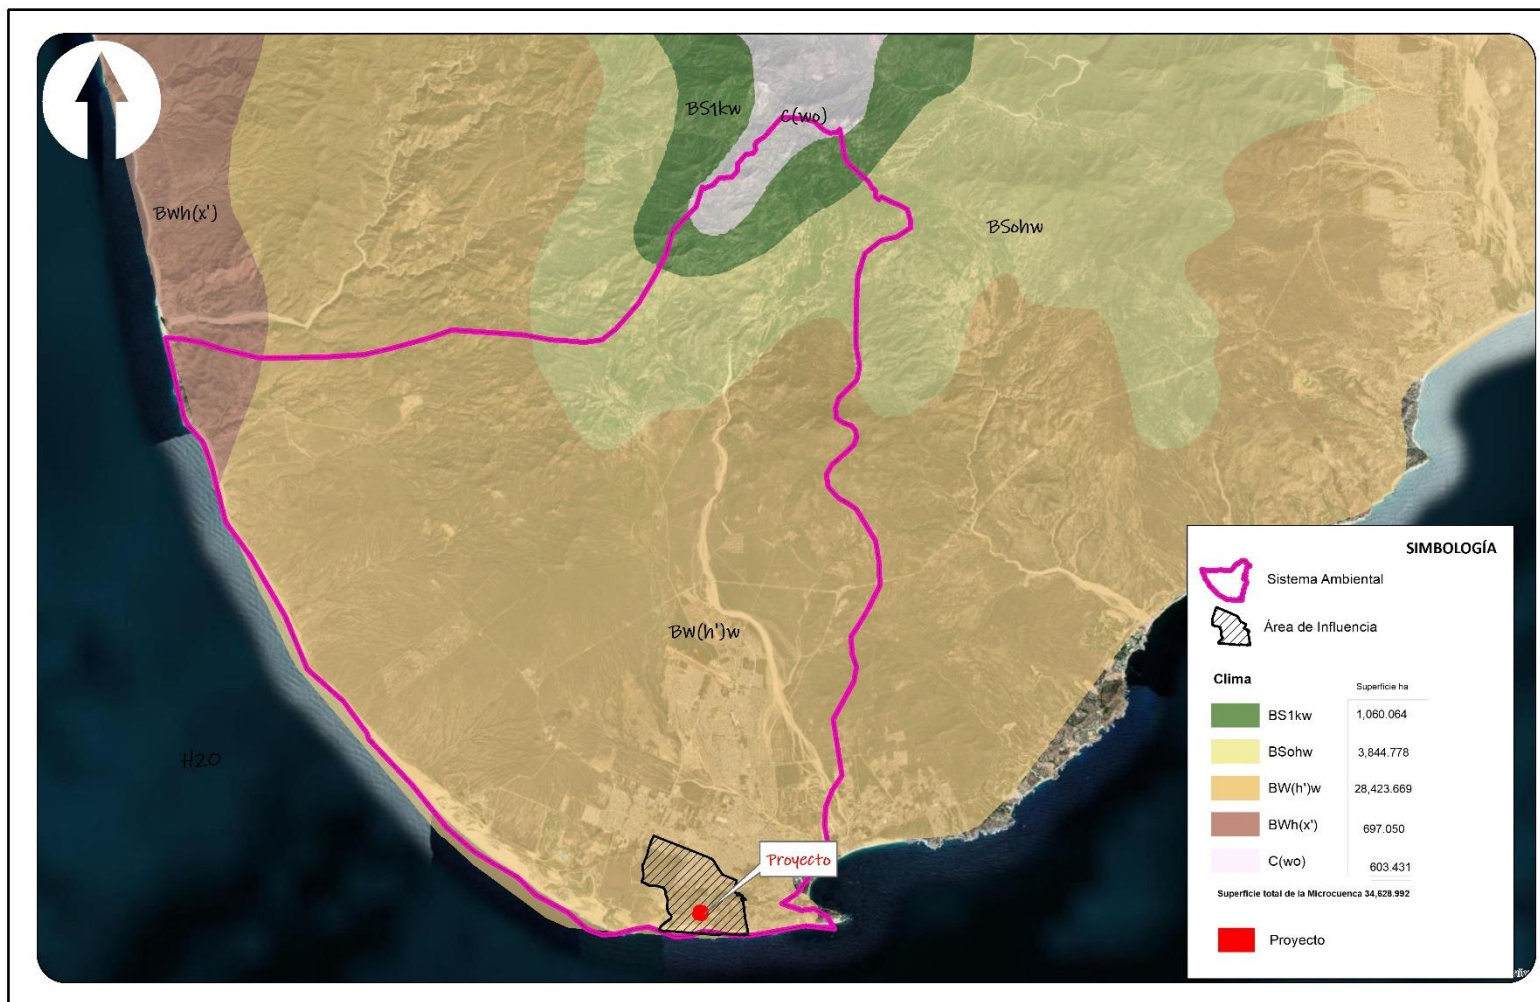 BS1kw
C(wo)
BWh(x')
BSohw
BW(h')w
H20
Proyecto
SIMBOLOGÍA
Sistema Ambiental
Área de Influencia
Clima
Superficie ha
BS1kw 1,060.064
BSohw 3,844.778
BW(h')w 28,423.669
BWh(x') 697.050
C(wo) 603.431
Superficie total de la Microcuenca 34,628.992
Proyecto